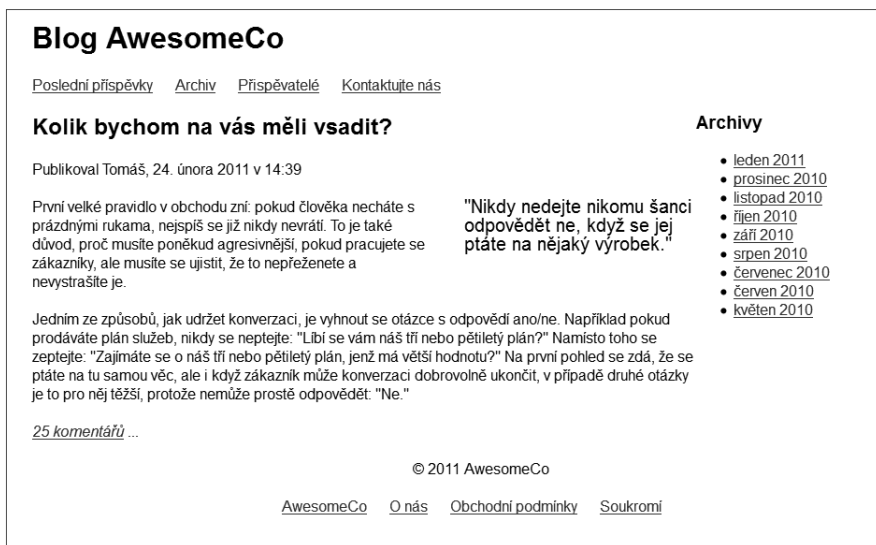 Blog AwesomeCo
Poslední příspěvky Archiv Přispěvatelé Kontaktujte nás
Kolik bychom na vás měli vsadit?
Publikoval Tomáš, 24. února 2011 v 14:39
První velké pravidlo v obchodu zní: pokud člověka necháte s
prázdnými rukama, nejspíš se již nikdy nevrátí. To je také
důvod, proč musíte poněkud agresivnější, pokud pracujete se
zákazníky, ale musíte se ujistit, že to nepřeženete a
nevystrašíte je.
"Nikdy nedejte nikomu šanci
odpovědět ne, když se jej
ptáte na nějaký výrobek."
Jedním ze způsobů, jak udržet konverzaci, je vyhnout se otázce s odpovědí ano/ne. Například pokud
prodáváte plán služeb, nikdy se neptejte: "Líbí se vám náš tří nebo pětiletý plán?" Namísto toho se
zeptejte: "Zajímáte se o náš tří nebo pětiletý plán, jenž má větší hodnotu?" Na první pohled se zdá, že se
ptáte na tu samou věc, ale i když zákazník může konverzaci dobrovolně ukončit, v případě druhé otázky
je to pro něj těžší, protože nemůže prostě odpovědět: "Ne."
25 komentářů ...
Archivy
leden 2011
prosinec 2010
listopad 2010
říjen 2010
září 2010
srpen 2010
červenec 2010
červen 2010
květen 2010
© 2011 AwesomeCo
AwesomeCo O nás Obchodní podmínky Soukromí